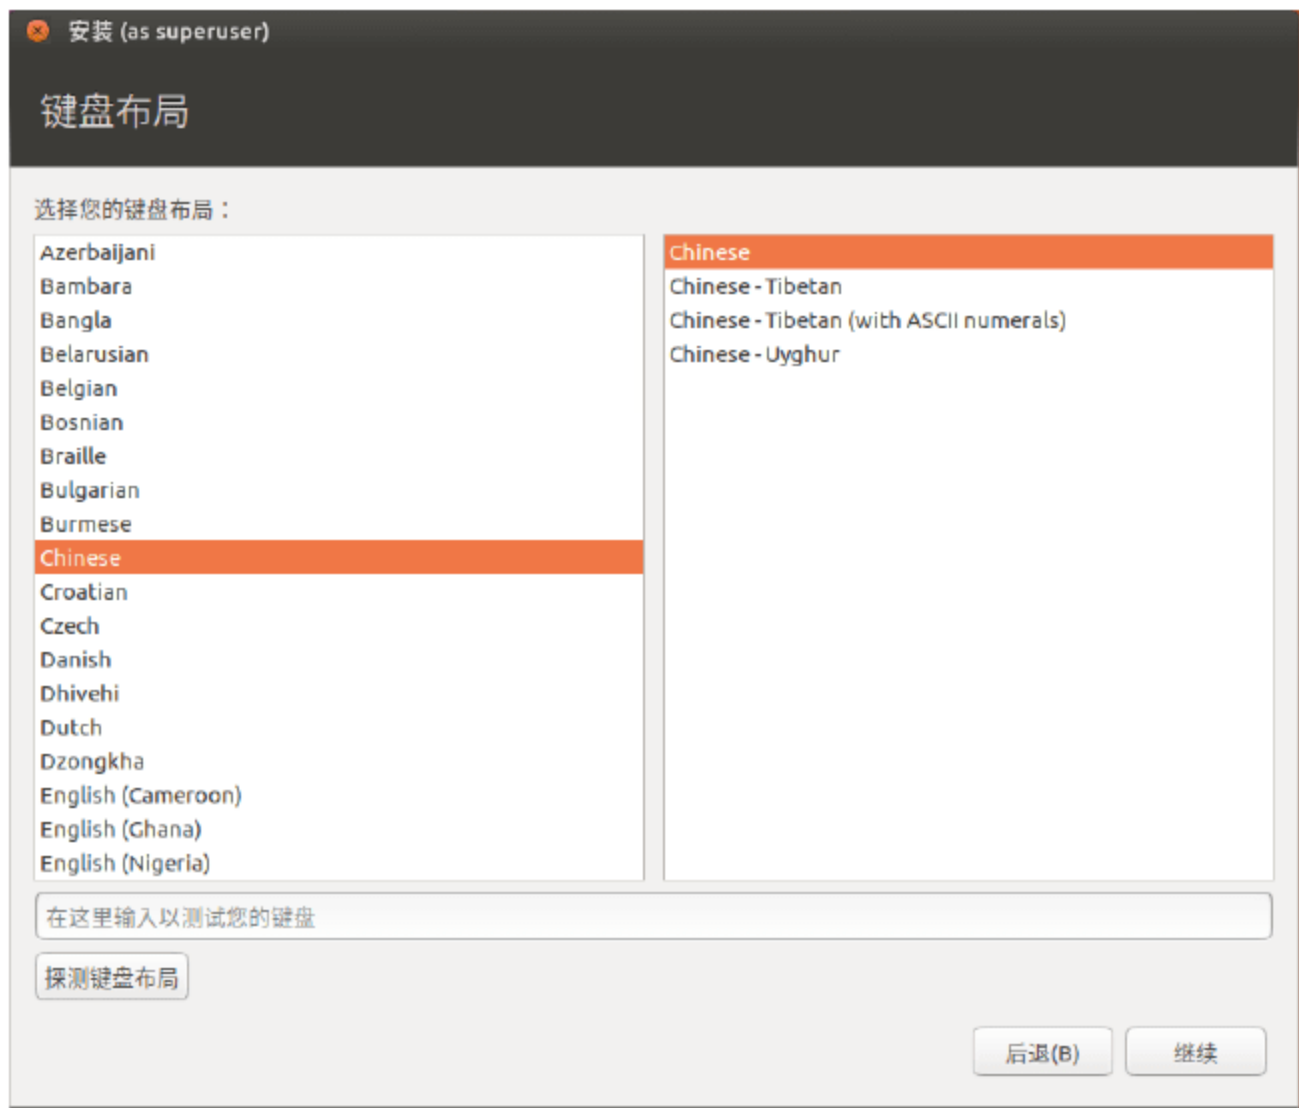 安装 (as superuser)
键盘布局
选择您的键盘布局：
Azerbaijani
Bambara
Bangla
Belarusian
Belgian
Bosnian
Braille
Bulgarian
Burmese
Chinese
Croatian
Czech
Danish
Dhivehi
Dutch
Dzongkha
English (Cameroon)
English (Ghana)
English (Nigeria)
Chinese
Chinese - Tibetan
Chinese - Tibetan (with ASCII numerals)
Chinese - Uyghur
在这里输入以测试您的键盘
探测键盘布局
后退(B)
继续